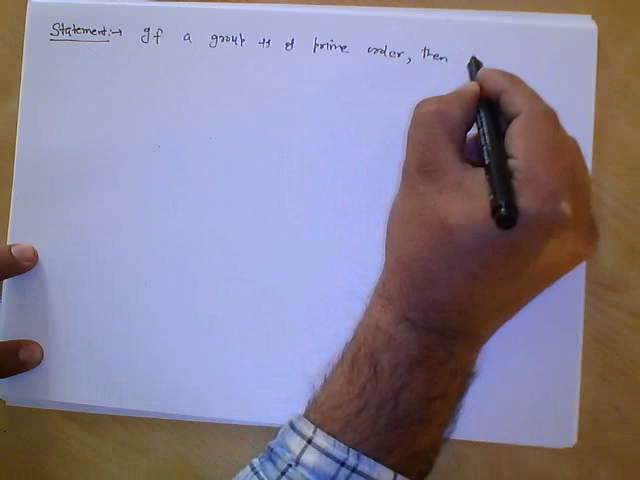 Statement:→ If a group is of prime order, then